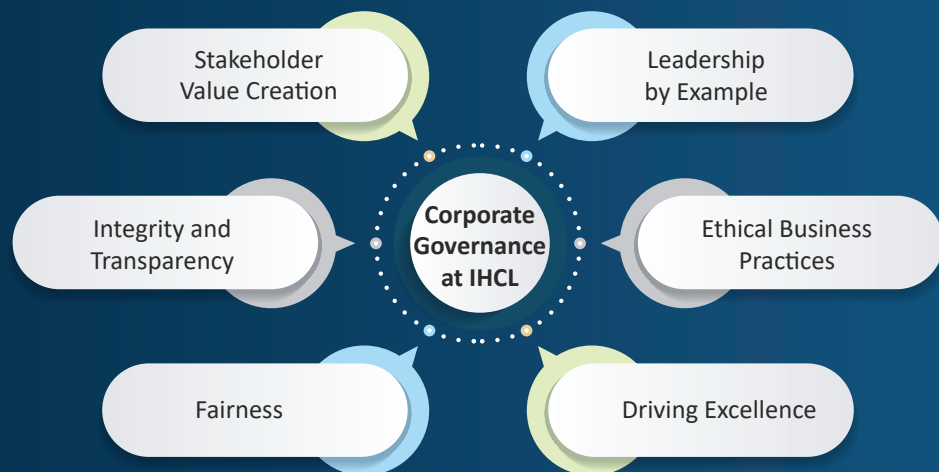 Stakeholder
Value Creation
Leadership
by Example
Integrity and
Transparency
Corporate
Governance
at IHCL
Ethical Business
Practices
Fairness
Driving Excellence